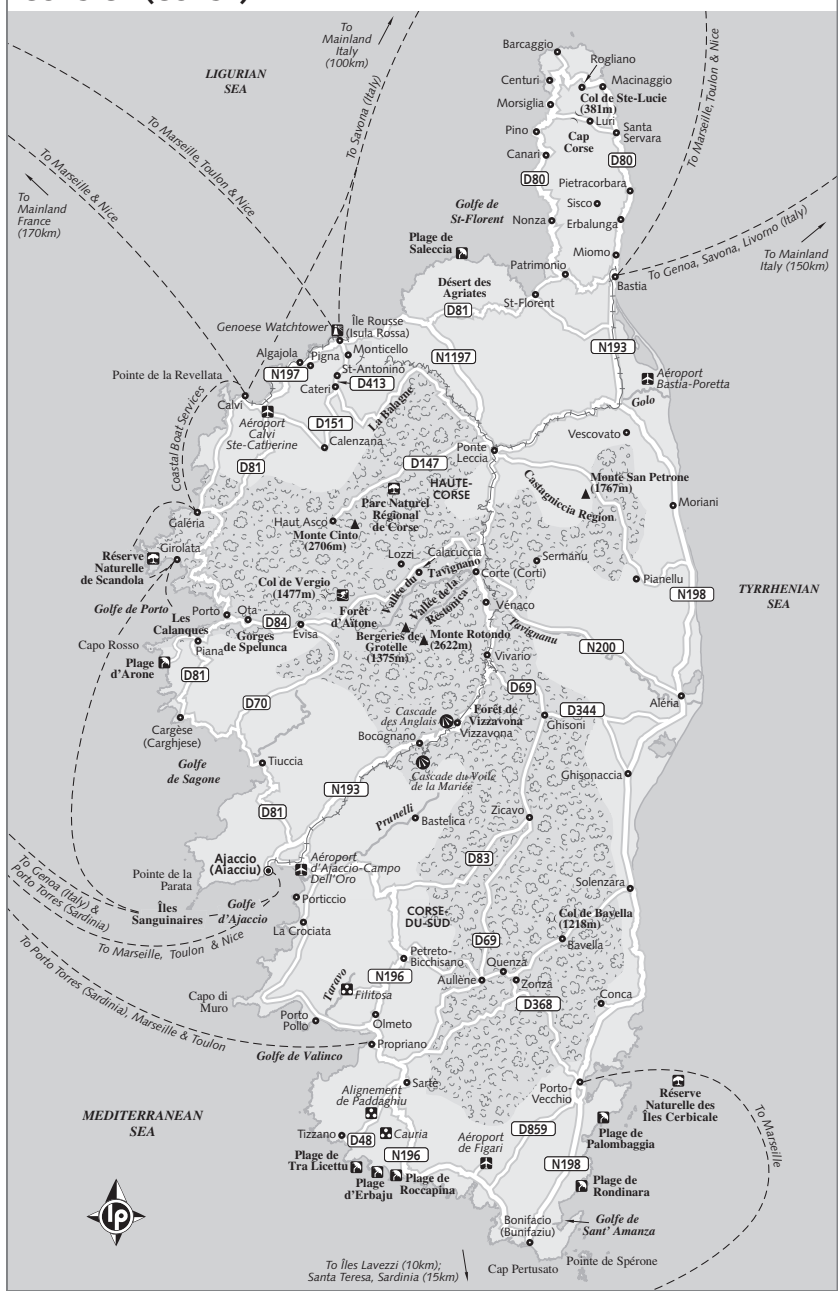 To
Mainland
Italy
(100km)
LIGURIAN
SEA
To Savona (Italy)
To Marseille, Toulon & Nice
To Marseille & Nice
To
Mainland
France
(170km)
To Marseille, Toulon & Nice
To Genoa, Savona, Livorno (Italy)
To Mainland
Italy (150km)
Barcaggio
Rogliano
Centuri
Macinaggio
Col de Ste-Lucie
(381m)
Morsiglia
Luri
Pino
Cap
Corse
Santa
Servara
Canari
D80
D80
Pietracorbara
Sisco
Golfe de
St-Florent
Nonza
Erbalunga
Plage de
Saleccia
Miomo
Patrimonio
Bastia
Désert des
Agriates
St-Florent
D81
Genoese Watchtower
Île Rousse
(Isula Rossa)
N193
Algajola
Pigna
Monticello
N1197
St-Antonino
N197
Cateri
D413
Aéroport
Bastia-Poretta
Pointe de la Revellata
Calvi
La Balagne
Golo
Coastal Boat Services
Aéroport
Calvi
Ste-Catherine
D151
Calenzana
Vescovato
Ponte
Leccia
D81
D147
HAUTE-
CORSE
Monte San Petrone
(1767m)
Castagniccia Region
Parc Naturel
Régional
de Corse
Moriani
Galéria
Haut Asco
Monte Cinto
(2706m)
Girolata
Réserve
Naturelle
de Scandola
Lozzi
Calacuccia
Sermanu
Col de Vergio
(1477m)
Vallée du
Tavignano
Corte (Corti)
Pianellu
TYRRHENIAN
SEA
Golfe de Porto
Forêt
d'Aïtone
Vallée de la
Restonica
Vénaco
N198
Les
Calanques
Porto
Ota
D84
Gorges
de Spelunca
Évisa
Bergeries de
Grotelle
(1375m)
Monte Rotondo
(2622m)
Tavignanu
Capo Rosso
Piana
N200
Plage
d'Arone
Vivario
D81
D69
D70
Aléria
Cascade
des Anglais
Forêt de
Vizzavona
D344
Ghisoni
Cargèse
(Carghjese)
Vizzavona
Bocognano
Golfe
de Sagone
Tiuccia
Cascade du Voile
de la Mariée
Ghisonaccia
N193
Prunelli
Bastelica
Zicavo
D81
Ajaccio
(Aiacciu)
Aéroport
d'Ajaccio-Campo
Dell'Oro
D83
Pointe de la
Parata
Solenzara
Îles
Sanguinaires
Golfe
d'Ajaccio
Porticcio
CORSE-
DU-SUD
Col de Bavella
(1218m)
La Crociata
D69
Bavella
To Genoa (Italy) &
Porto Torres (Sardinia)
To Marseille, Toulon & Nice
Petreto-
Bicchisano
Quenza
Aullène
Zonza
Taravo
N196
To Porto Torres (Sardinia), Marseille & Toulon
Filitosa
Capo di
Muro
D368
Conca
Porto
Pollo
Olmeto
Propriano
Golfe de Valinco
MEDITERRANEAN
SEA
Sartè
Porto-
Vecchio
Réserve
Naturelle des
Îles Cerbicale
To Marseille
Alignement
de Paddaghiu
Plage de
Palombaggia
Tizzano
D48
Cauria
Aéroport
de Figari
D859
Plage de
Tra Licettu
N196
N198
Plage
d'Erbaju
Plage de
Roccapina
Plage de
Rondinara
lp
Bonifacio
(Bunifaziu)
Golfe de
Sant' Amanza
To Îles Lavezzi (10km);
Santa Teresa, Sardinia (15km)
Cap Pertusato
Pointe de Spérone